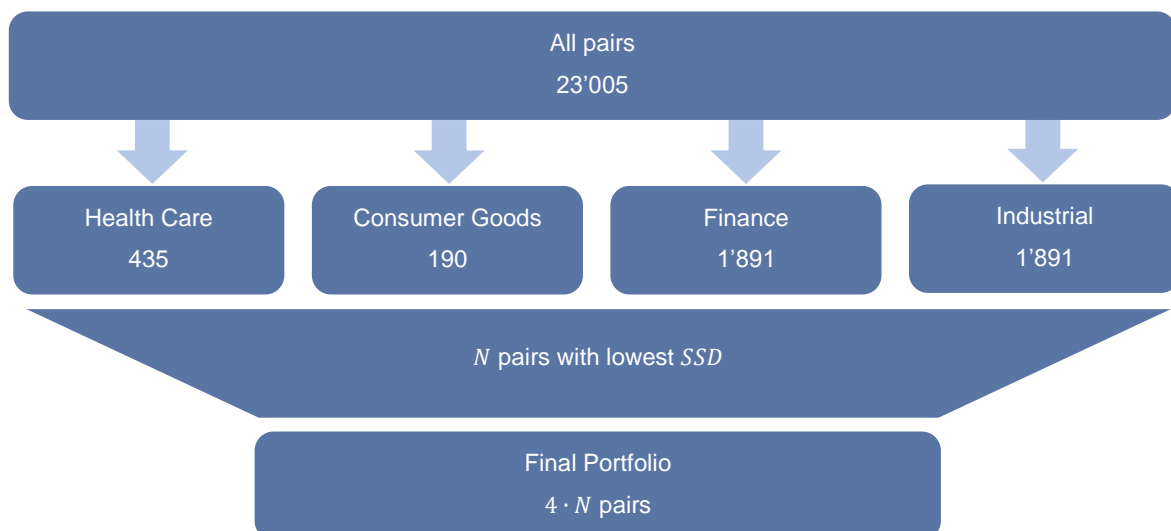 All pairs
23’005
Health Care
435
Consumer Goods
190
Finance
1’891
Industrial
1’891
N pairs with lowest SSD
Final Portfolio
4 · N pairs